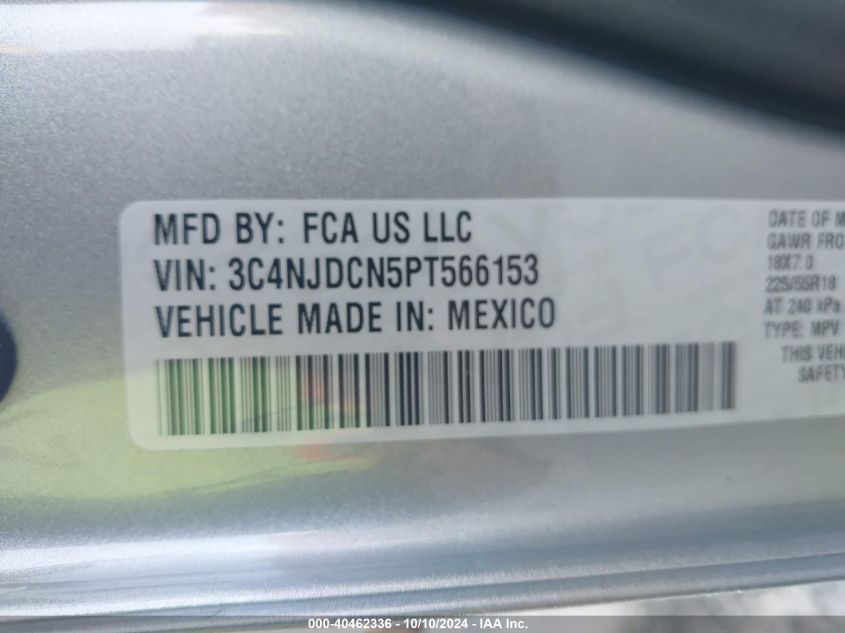 MFD BY: FCA US LLC
VIN: 3C4NJDCN5PT566153
VEHICLE MADE IN: MEXICO
DATE OF M
GAWR FRO
18X7.0
225/55R18
AT 240 kPa
TYPE: MPV
THIS VEHI
SAFETY
000-40462336 - 10/10/2024 - IAA Inc.